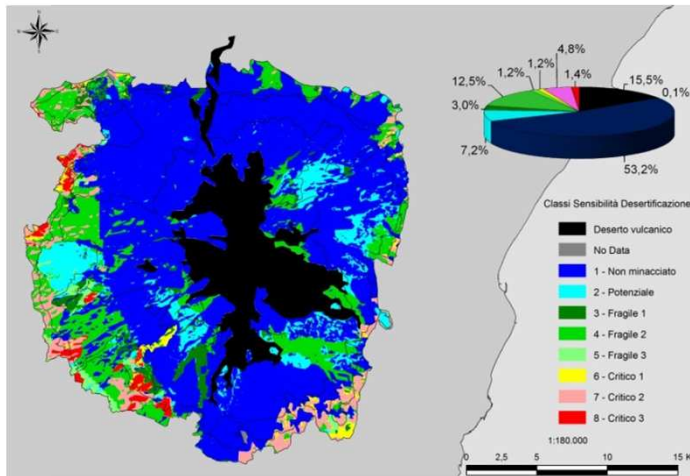 4,8%
1,2%
1,2%
1,4%
12,5%
15,5%
3,0%
0,1%
7,2%
53,2%
Classi Sensibilità Desertificazione
Deserto vulcanico
No Data
1 - Non minacciato
2 - Potenziale
3 - Fragile 1
4 - Fragile 2
5 - Fragile 3
6 - Critico 1
7 - Critico 2
8 - Critico 3
1:180.000
0 2,5 5 10 15 K